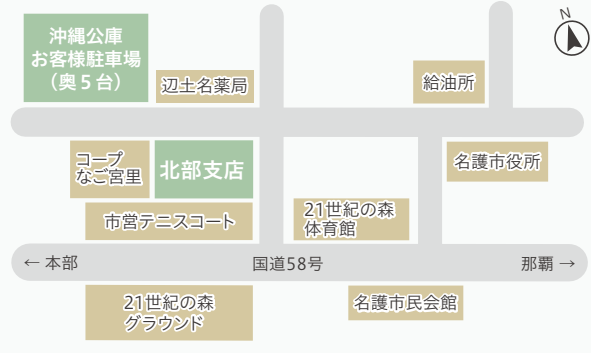 沖縄公庫
お客様駐車場
（奥５台）
辺土名薬局
給油所
N
コープ
なご宮里
北部支店
名護市役所
市営テニスコート
21世紀の森
体育館
← 本部
国道58号
那覇 →
21世紀の森
グラウンド
名護市民会館